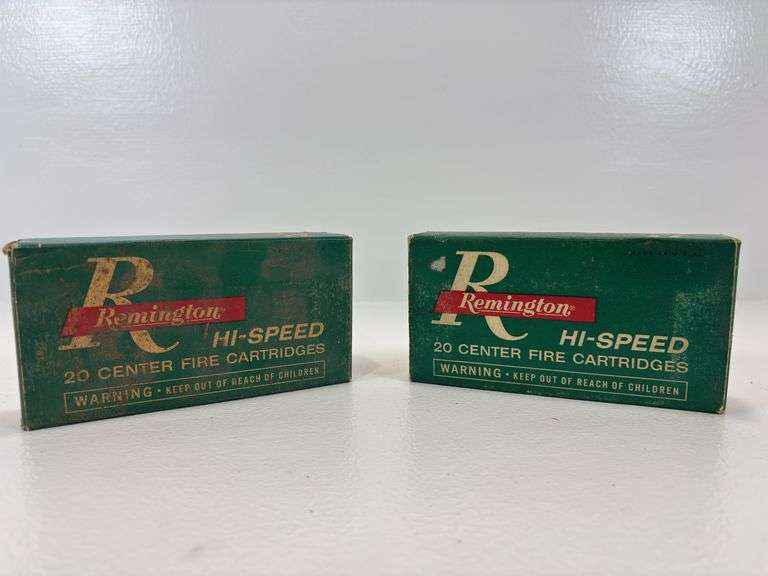 R
Remington®
HI-SPEED
20 CENTER FIRE CARTRIDGES
WARNING • KEEP OUT OF REACH OF CHILDREN
R
Remington®
HI-SPEED
20 CENTER FIRE CARTRIDGES
WARNING • KEEP OUT OF REACH OF CHILDREN